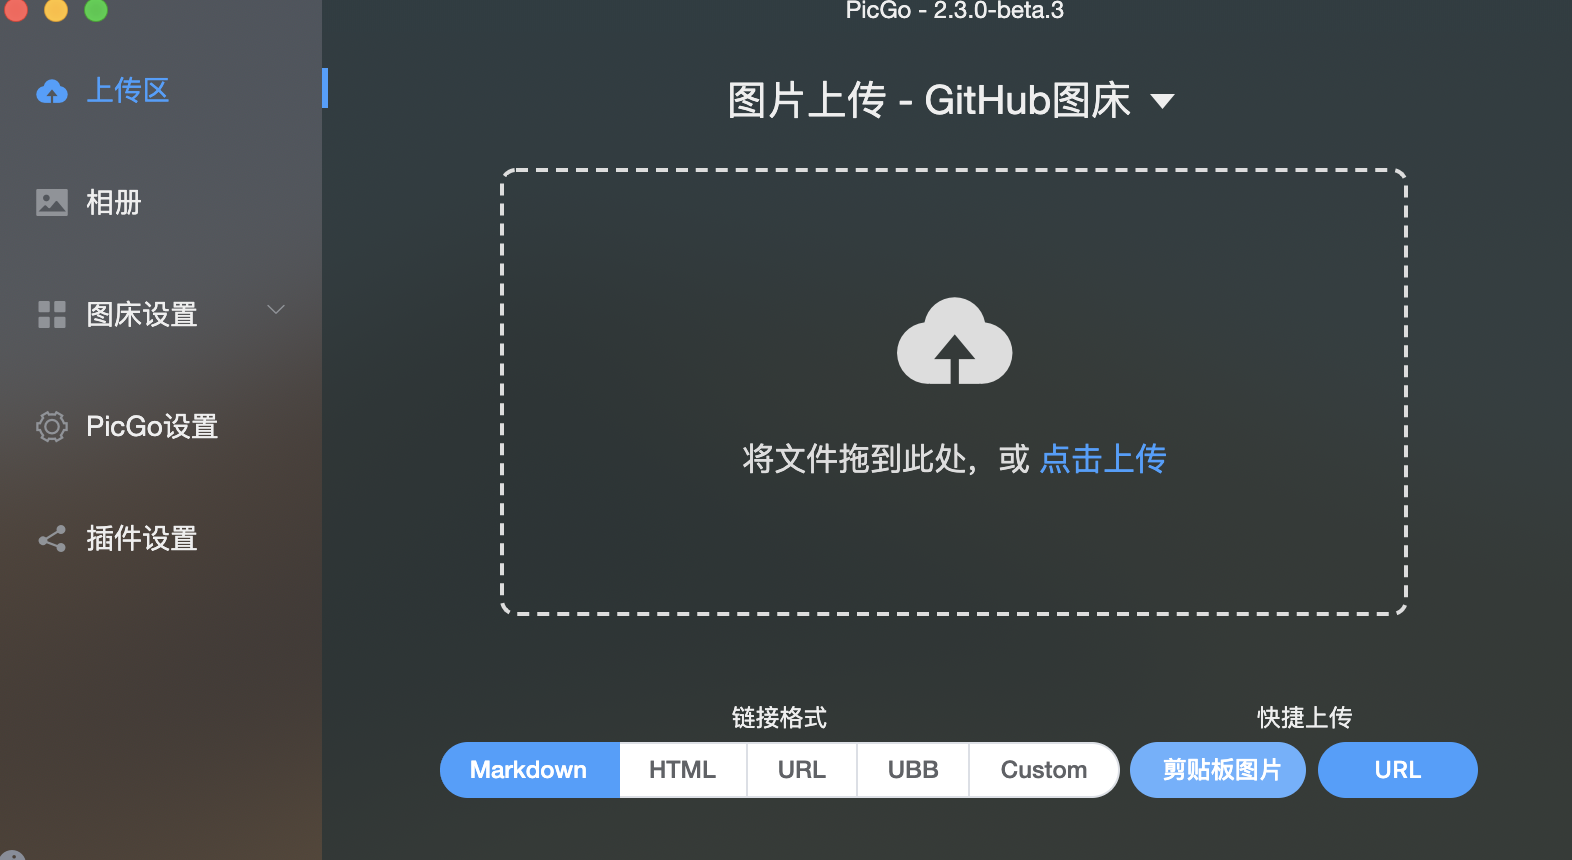 PicGo - 2.3.0-beta.3
上传区
相册
图床设置
PicGo设置
插件设置
图片上传 - GitHub图床
将文件拖到此处，或 点击上传
链接格式
快捷上传
Markdown HTML URL UBB Custom 剪贴板图片 URL